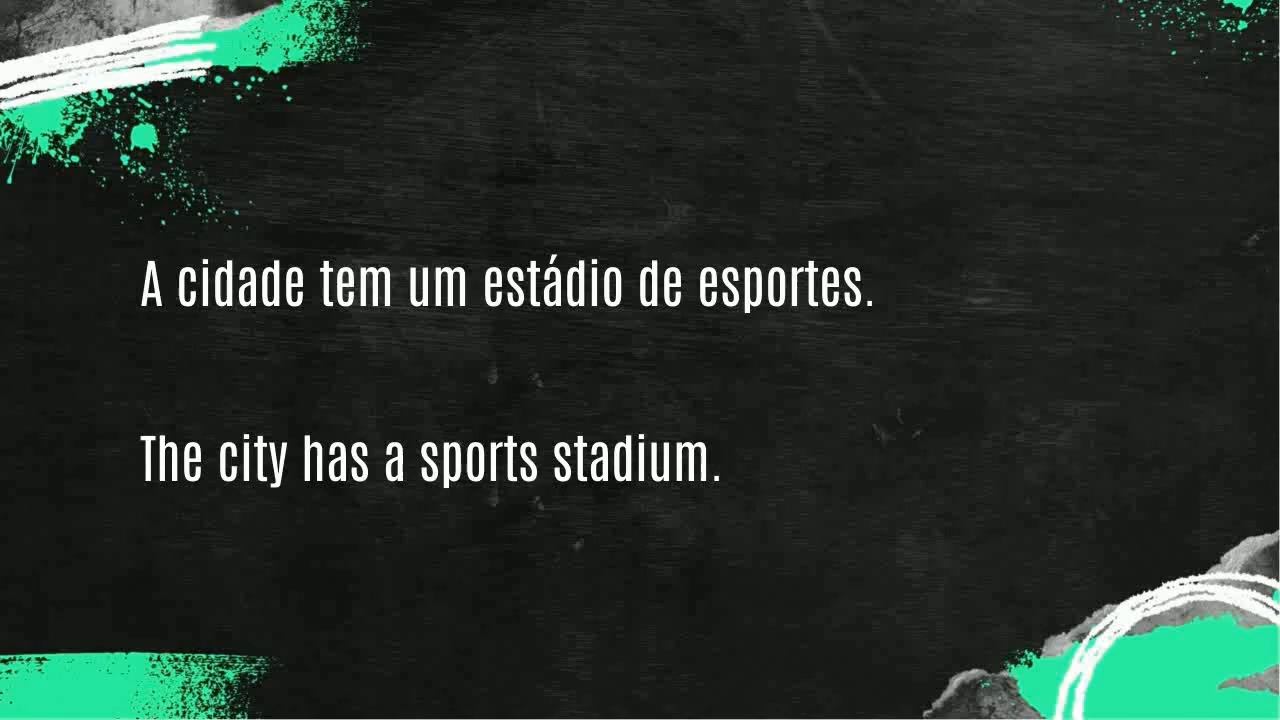 A cidade tem um estádio de esportes.
The city has a sports stadium.